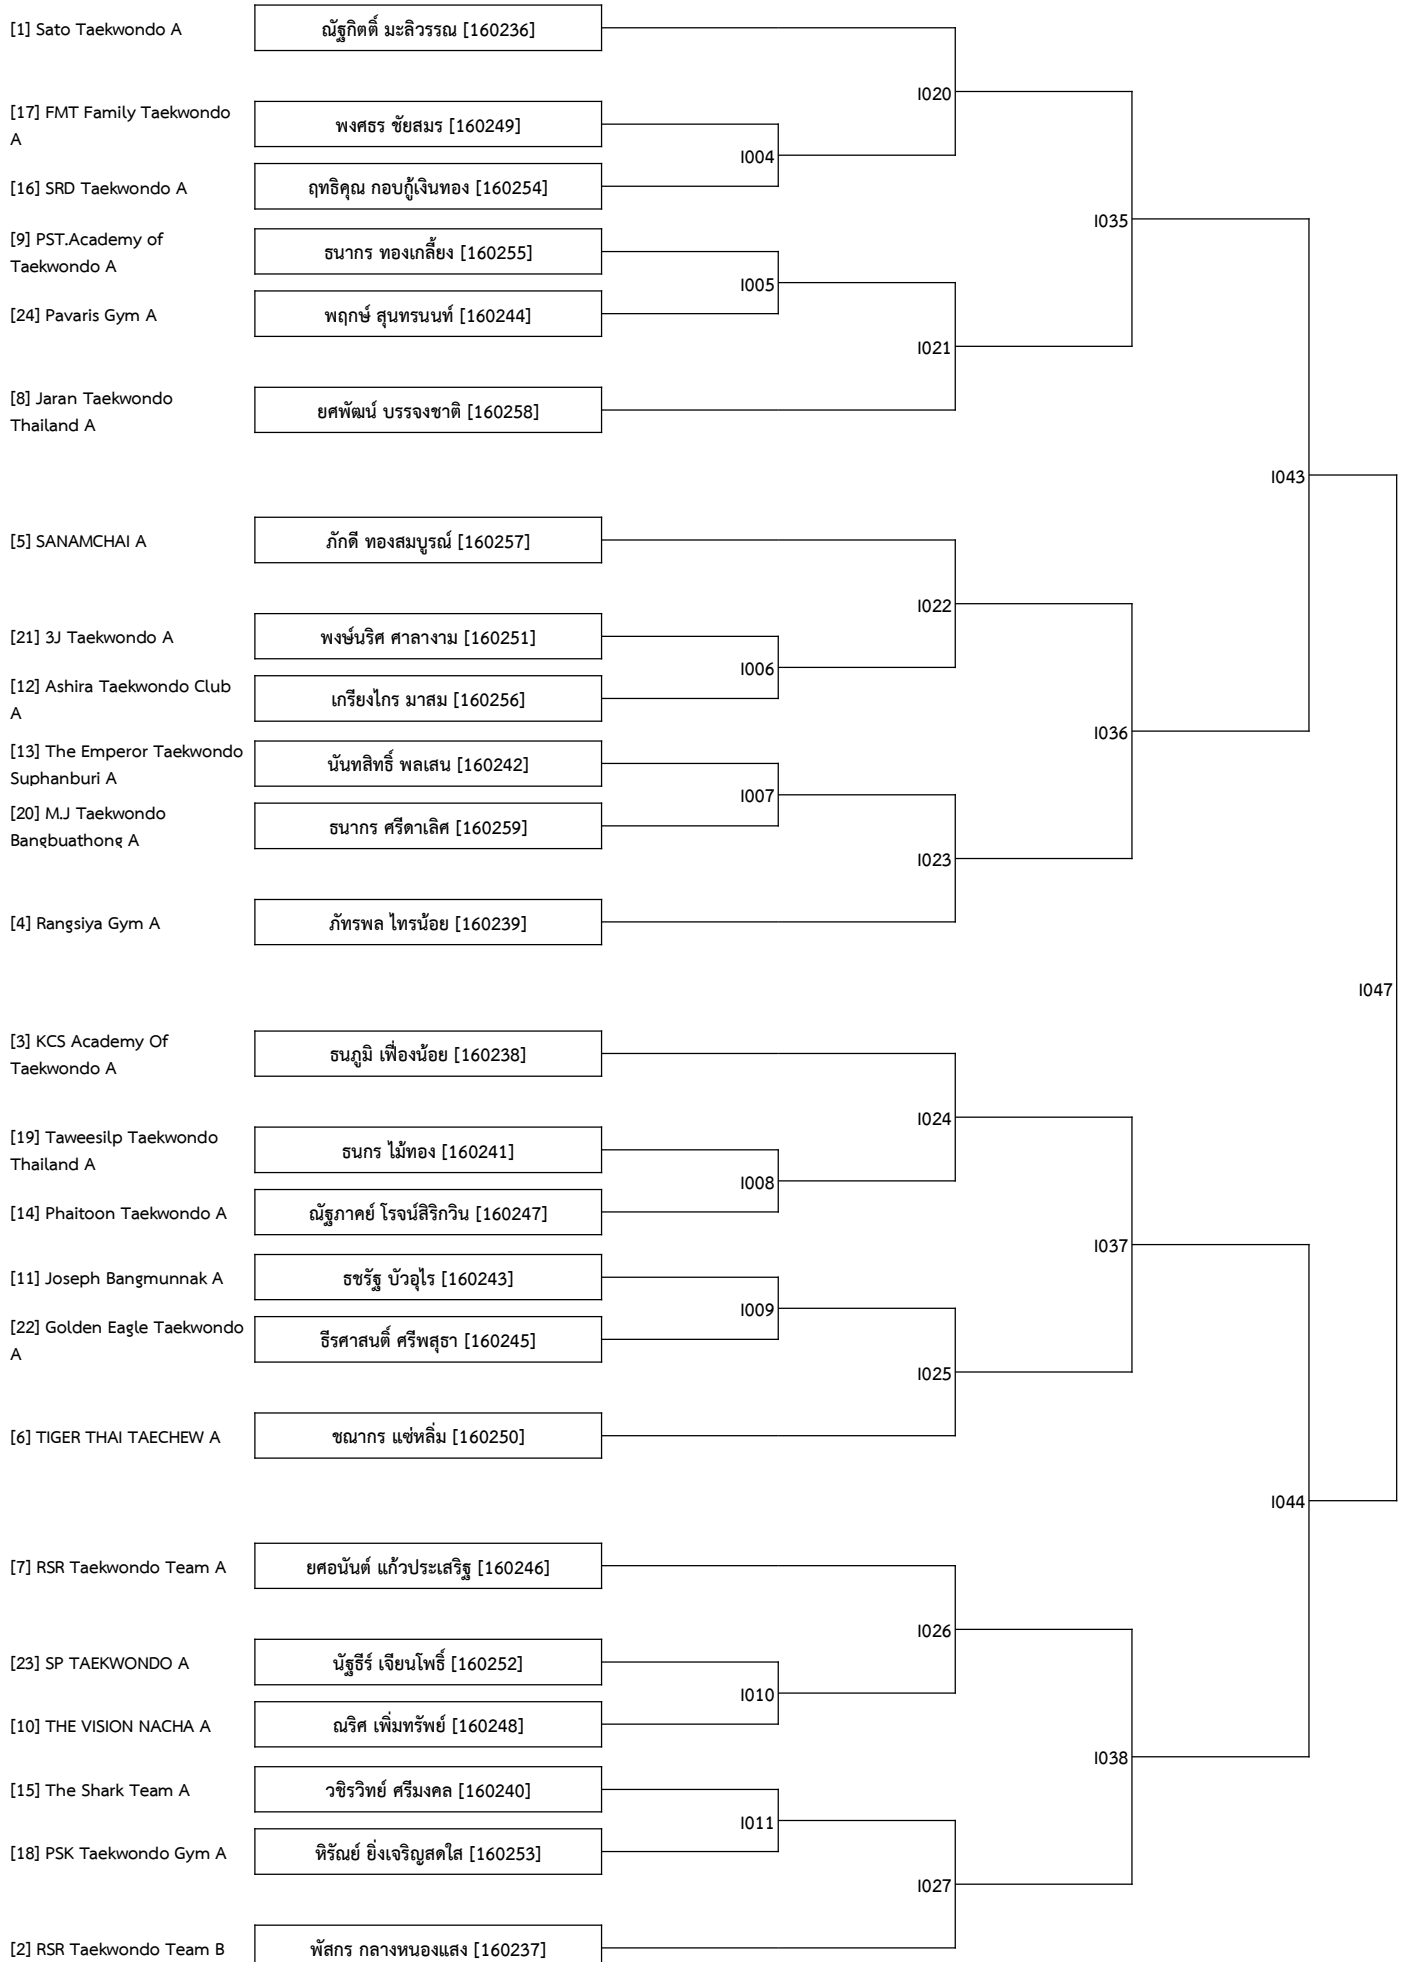 [1] Sato Taekwondo A
ณัฐกิตติ์ มะลิวรรณ [160236]
I020
[17] FMT Family Taekwondo
A
พงศธร ชัยสมร [160249]
I004
[16] SRD Taekwondo A
ฤทธิคุณ กอบกู้เงินทอง [160254]
I035
[9] PST.Academy of
Taekwondo A
ธนากร ทองเกลี้ยง [160255]
I005
[24] Pavaris Gym A
พฤกษ์ สุนทรนนท์ [160244]
I021
[8] Jaran Taekwondo
Thailand A
ยศพัฒน์ บรรจงชาติ [160258]
I043
[5] SANAMCHAI A
ภักดี ทองสมบูรณ์ [160257]
I022
[21] 3J Taekwondo A
พงษ์นริศ ศาลางาม [160251]
I006
[12] Ashira Taekwondo Club
A
เกรียงไกร มาสม [160256]
I036
[13] The Emperor Taekwondo
Suphanburi A
นันทสิทธิ์ พลเสน [160242]
I007
[20] M.J Taekwondo
Bangbuathong A
ธนากร ศรีดาเลิศ [160259]
I023
[4] Rangsiya Gym A
ภัทรพล ไทรน้อย [160239]
I047
[3] KCS Academy Of
Taekwondo A
ธนภูมิ เฟื่องน้อย [160238]
I024
[19] Taweesilp Taekwondo
Thailand A
ธนกร ไม้ทอง [160241]
I008
[14] Phaitoon Taekwondo A
ณัฐภาคย์ โรจน์สิริกวิน [160247]
I037
[11] Joseph Bangmunnak A
ธชรัฐ บัวอุไร [160243]
I009
[22] Golden Eagle Taekwondo
A
ธีรศาสนติ์ ศรีพสุธา [160245]
I025
[6] TIGER THAI TAECHEW A
ชณากร แซ่หลิ่ม [160250]
I044
[7] RSR Taekwondo Team A
ยศอนันต์ แก้วประเสริฐ [160246]
I026
[23] SP TAEKWONDO A
นัฐธีร์ เจียนโพธิ์ [160252]
I010
[10] THE VISION NACHA A
ณริศ เพิ่มทรัพย์ [160248]
I038
[15] The Shark Team A
วชิรวิทย์ ศรีมงคล [160240]
I011
[18] PSK Taekwondo Gym A
หิรัณย์ ยิ่งเจริญสดใส [160253]
I027
[2] RSR Taekwondo Team B
พัสกร กลางหนองแสง [160237]